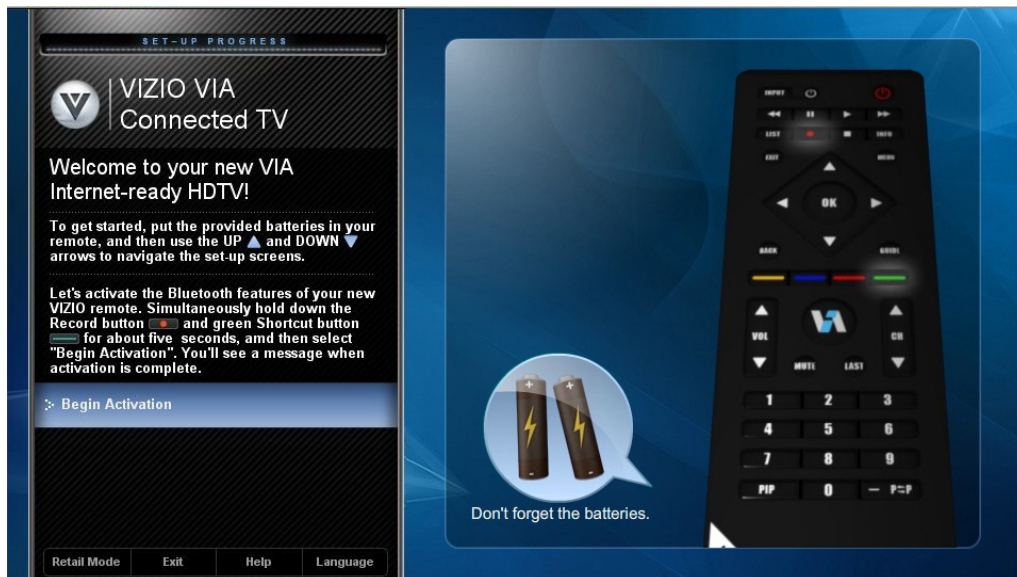 SET-UP PROGRESS
VIZIO VIA
Connected TV
Welcome to your new VIA
Internet-ready HDTV!
To get started, put the provided batteries in your
remote, and then use the UP and DOWN
arrows to navigate the set-up screens.
Let's activate the Bluetooth features of your new
VIZIO remote. Simultaneously hold down the
Record button and green Shortcut button
for about five seconds, amd then select
"Begin Activation". You'll see a message when
activation is complete.
Begin Activation
Retail Mode Exit Help Language
Don't forget the batteries.
INPUT
LIST INFO
EXIT MENU
OK
BACK GUIDE
VOL CH
MUTE LAST
1 2 3
4 5 6
7 8 9
PIP 0 — P⇄P